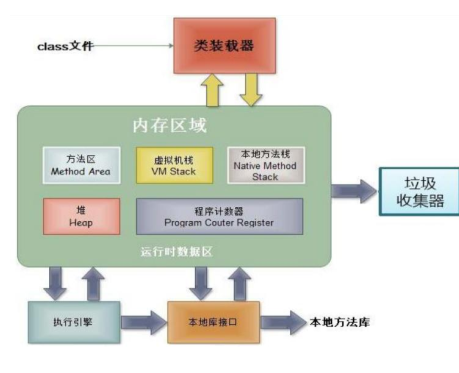 class文件
类装载器
内存区域
方法区
Method Area
虚拟机栈
VM Stack
本地方法栈
Native Method
Stack
堆
Heap
程序计数器
Program Couter Register
运行时数据区
垃圾
收集器
执行引擎
本地库接口
本地方法库